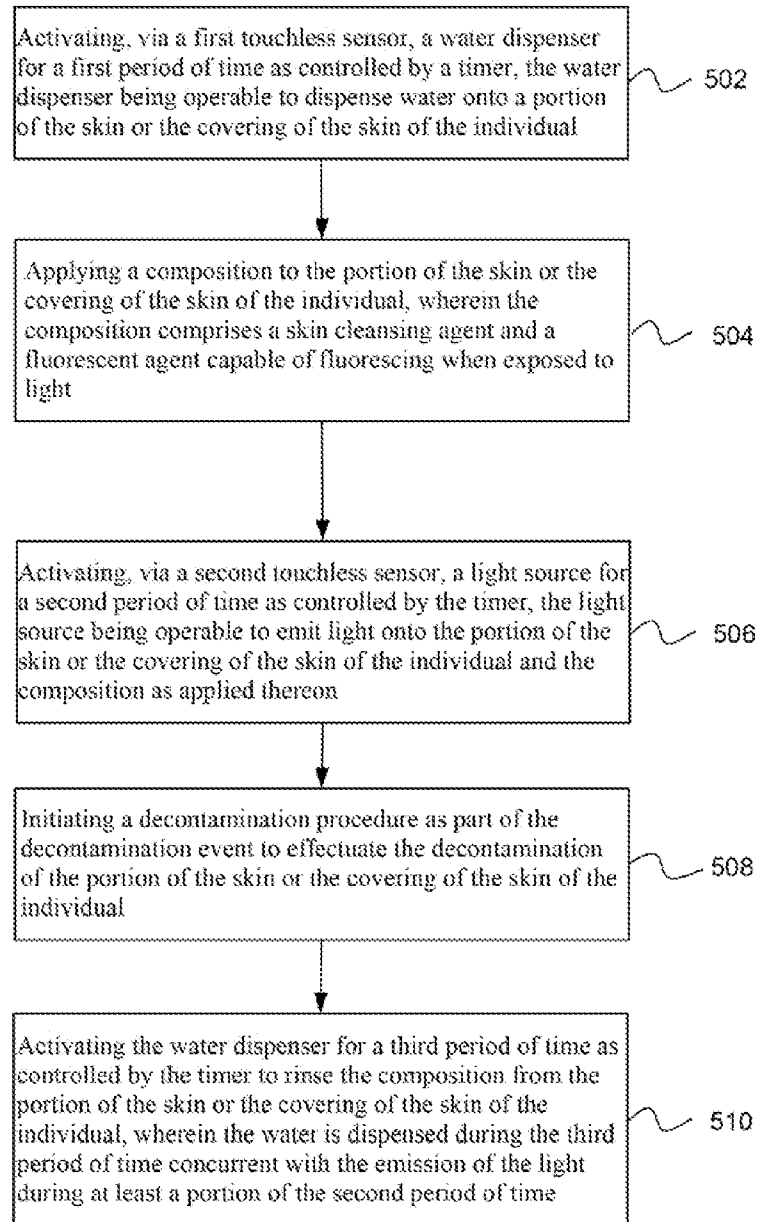 Activating, via a first touchless sensor, a water dispenser
for a first period of time as controlled by a timer, the water
dispenser being operable to dispense water onto a portion
of the skin or the covering of the skin of the individual
502
Applying a composition to the portion of the skin or the
covering of the skin of the individual, wherein the
composition comprises a skin cleansing agent and a
fluorescent agent capable of fluorescing when exposed to
light
504
Activating, via a second touchless sensor, a light source for
a second period of time as controlled by the timer, the light
source being operable to emit light onto the portion of the
skin or the covering of the skin of the individual and the
composition as applied thereon
506
Initiating a decontamination procedure as part of the
decontamination event to effectuate the decontamination
of the portion of the skin or the covering of the skin of the
individual
508
Activating the water dispenser for a third period of time as
controlled by the timer to rinse the composition from the
portion of the skin or the covering of the skin of the
individual, wherein the water is dispensed during the third
period of time concurrent with the emission of the light
during at least a portion of the second period of time
510